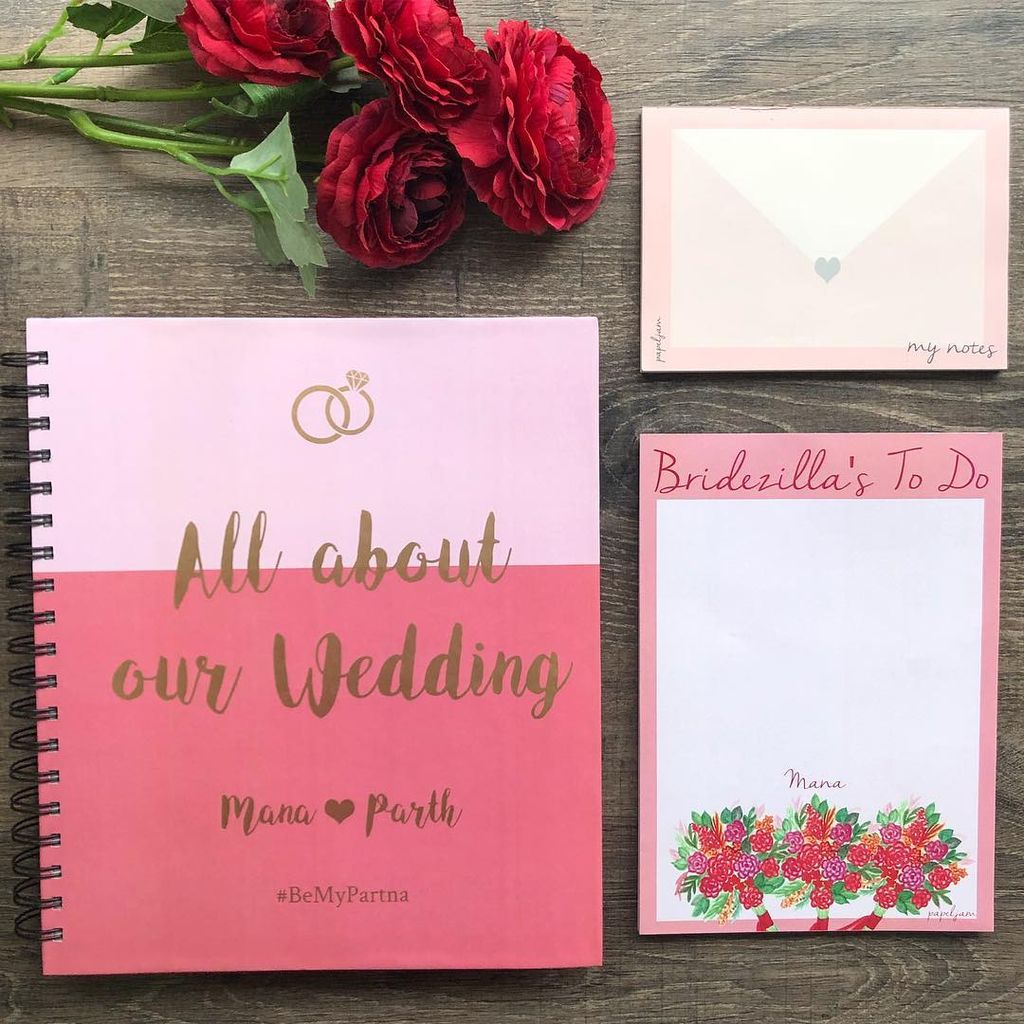 All about
our Wedding
Mana ❤ Parth
#BeMyPartna
papeljam
my notes
Bridezilla's To Do
Mana
papeljam